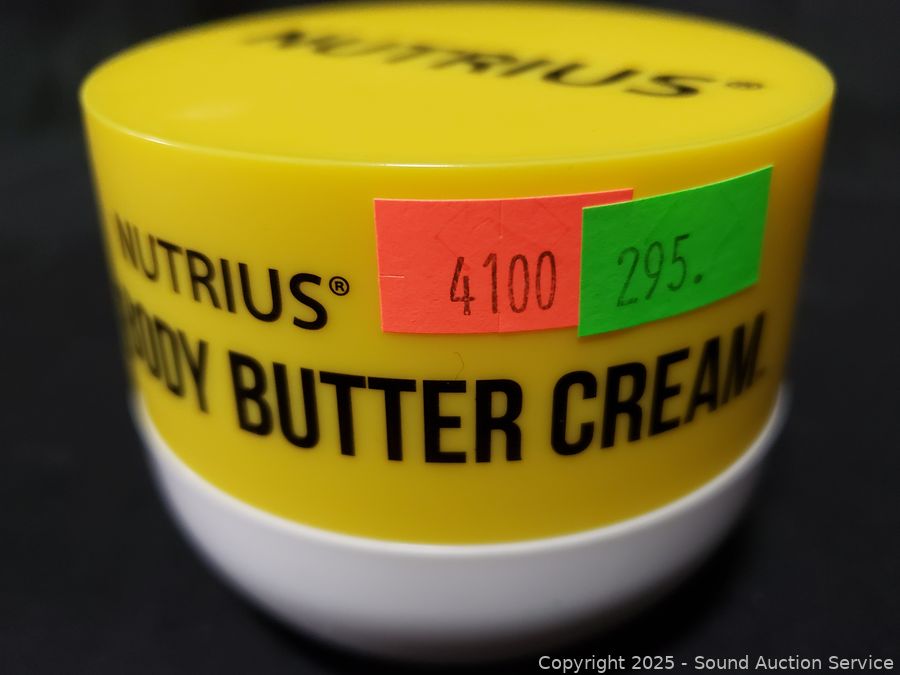 NUTRIUS®
4100
295.
NUTRIUS®
BODY BUTTER CREAM
Copyright 2025 - Sound Auction Service